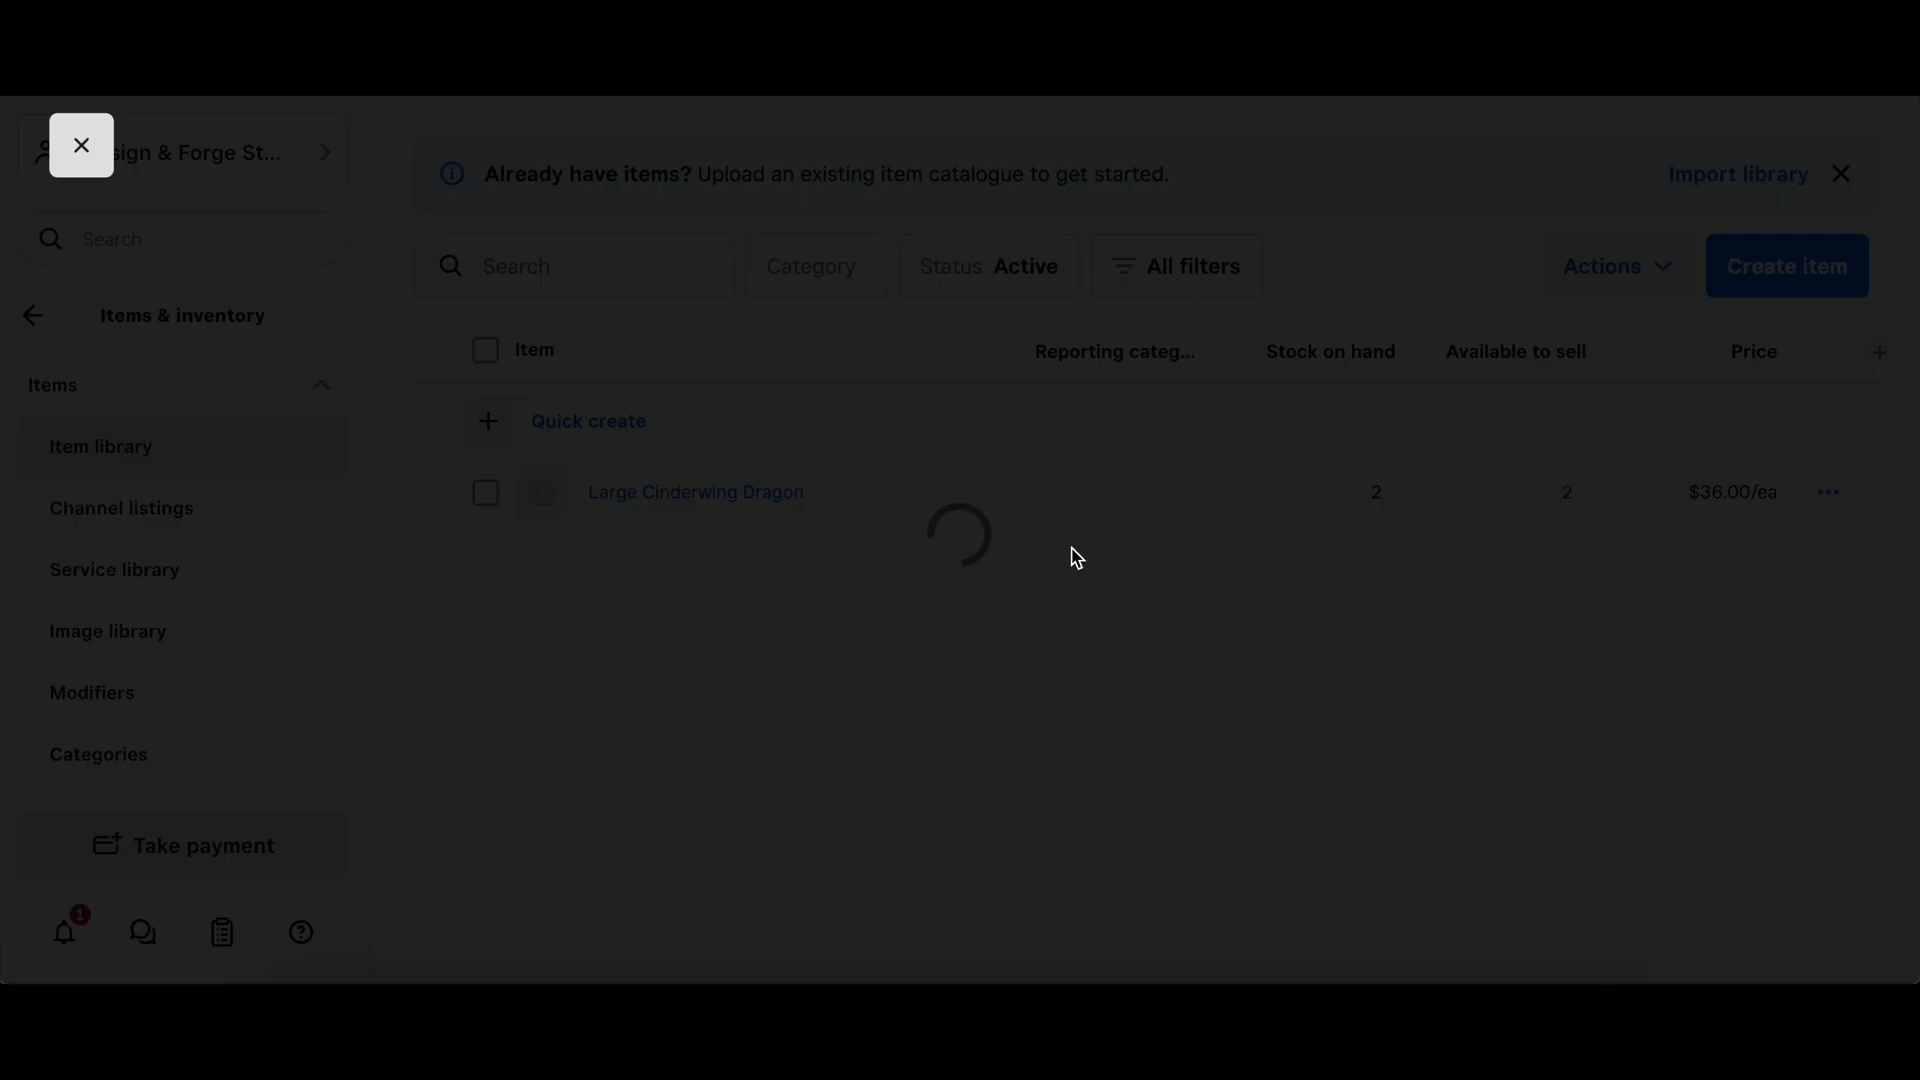 sign & Forge St...
Search
Items & inventory
Items
Item library
Channel listings
Service library
Image library
Modifiers
Categories
Take payment
1
Already have items? Upload an existing item catalogue to get started.
Import library
Search
Category
Status Active
All filters
Actions
Create item
Item
Reporting categ...
Stock on hand
Available to sell
Price
Quick create
Large Cinderwing Dragon
2
2
$36.00/ea